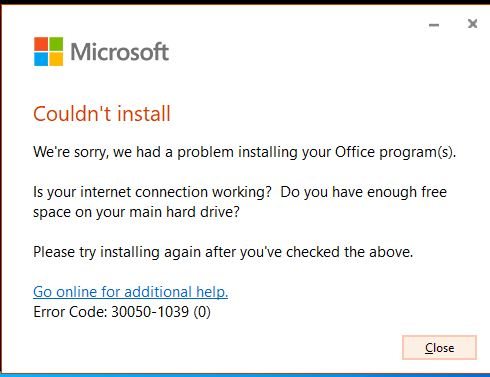 Microsoft
Couldn't install
We're sorry, we had a problem installing your Office program(s).
Is your internet connection working?  Do you have enough free
space on your main hard drive?
Please try installing again after you've checked the above.
Go online for additional help.
Error Code: 30050-1039 (0)
Close